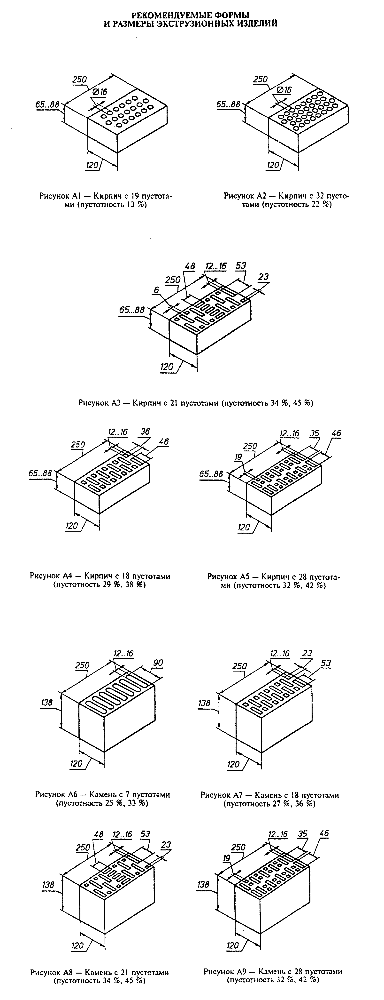 РЕКОМЕНДУЕМЫЕ ФОРМЫ
И РАЗМЕРЫ ЭКСТРУЗИОННЫХ ИЗДЕЛИЙ
250
Ø16
65...88
120
250
Ø16
65...88
120
Рисунок А1 — Кирпич с 19 пустота-
ми (пустотность 13 %)
Рисунок А2 — Кирпич с 32 пусто-
тами (пустотность 22 %)
48
12...16
53
23
250
6
65...88
120
Рисунок А3 — Кирпич с 21 пустотами (пустотность 34 %, 45 %)
12...16
36
46
250
65...88
120
12...16
35
46
250
19
65...88
120
Рисунок А4 — Кирпич с 18 пустотами
(пустотность 29 %, 38 %)
Рисунок А5 — Кирпич с 28 пустота-
ми (пустотность 32 %, 42 %)
12...16
90
250
138
120
12...16
23
53
250
138
120
Рисунок А6 — Камень с 7 пустотами
(пустотность 25 %, 33 %)
Рисунок А7 — Камень с 18 пустотами
(пустотность 27 %, 36 %)
48
12...16
53
23
250
138
120
12...16
35
46
250
19
138
120
Рисунок А8 — Камень с 21 пустотами
(пустотность 34 %, 45 %)
Рисунок А9 — Камень с 28 пустотами
(пустотность 32 %, 42 %)